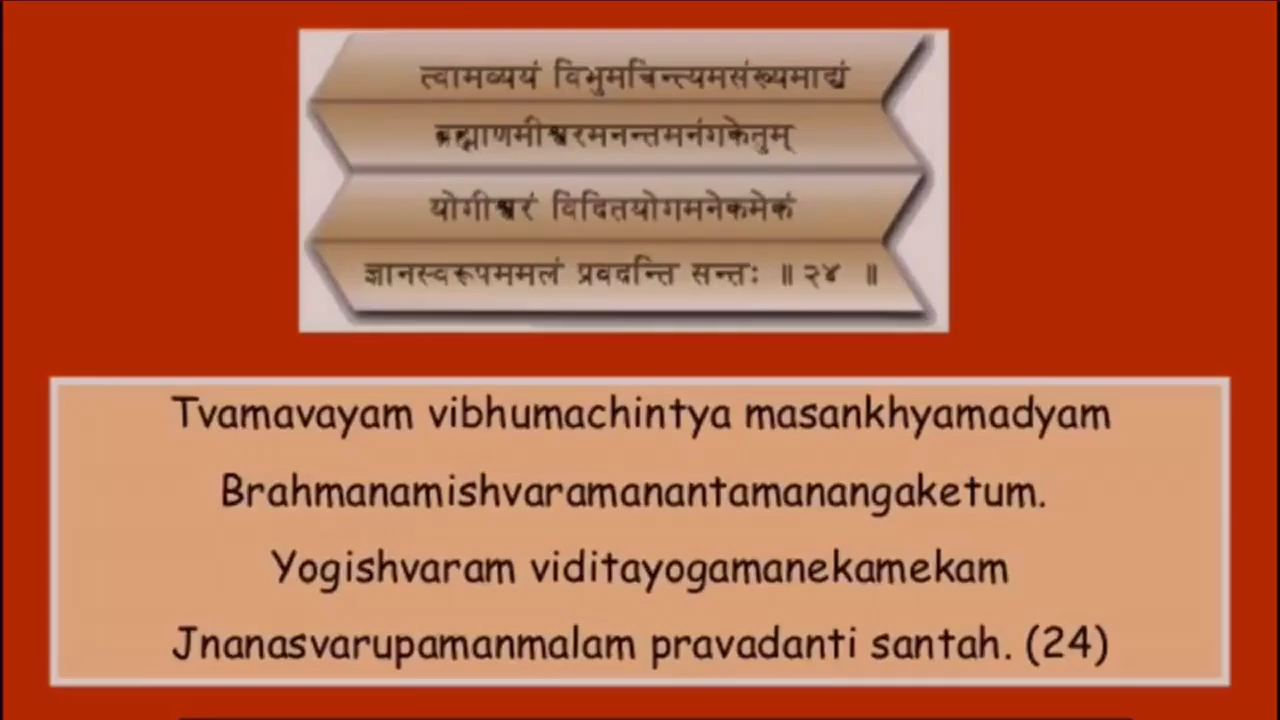 त्वामव्ययं विभुमचिन्त्यमसंख्यमाद्यं
ब्रह्माणमीश्वरमनन्तमनंगकेतुम्
योगीश्वरं विदितयोगमनेकमेकं
ज्ञानस्वरूपममलं प्रवदन्ति सन्तः ॥ २४ ॥
Tvamavayam vibhumachintya masankhyamadyam
Brahmanamishvaramanantamanangaketum.
Yogishvaram viditayogamanekamekam
Jnanasvarupamanmalam pravadanti santah. (24)